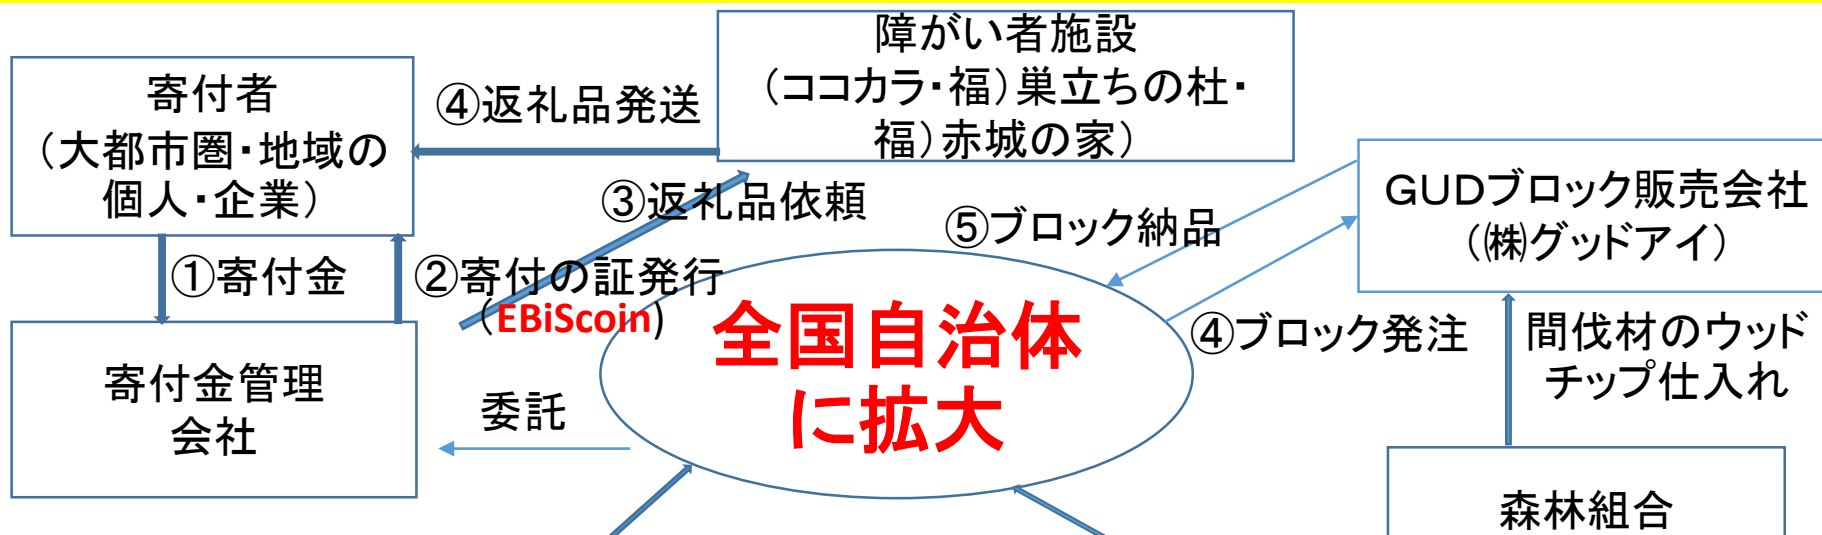 障がい者施設
（ココカラ・福）巣立ちの杜・
福）赤城の家）
寄付者
（大都市圏・地域の
個人・企業）
④返礼品発送
③返礼品依頼
GUDブロック販売会社
（㈱グッドアイ）
⑤ブロック納品
①寄付金
②寄付の証発行
（EBiScoin）
全国自治体
に拡大
④ブロック発注
間伐材のウッド
チップ仕入れ
寄付金管理
会社
委託
森林組合